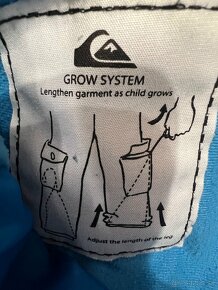 GROW SYSTEM
Lengthen garment as child grows
Adjust the length of the leg